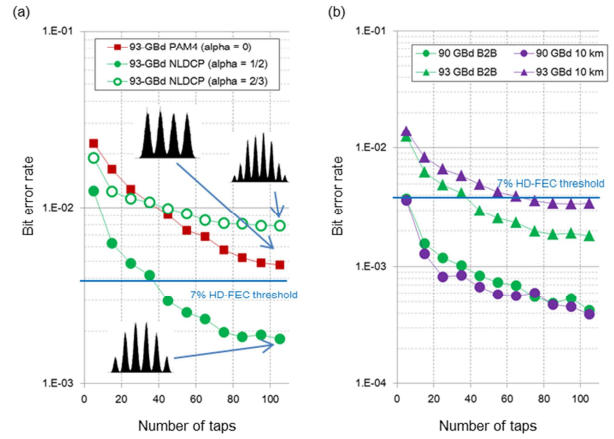 (a)
1.E-01
93-GBd PAM4 (alpha = 0)
93-GBd NLDCP (alpha = 1/2)
93-GBd NLDCP (alpha = 2/3)
Bit error rate
1.E-02
7% HD-FEC threshold
1.E-03
0 20 40 60 80 100
Number of taps
(b)
1.E-01
90 GBd B2B 90 GBd 10 km
93 GBd B2B 93 GBd 10 km
Bit error rate
1.E-02
7% HD-FEC threshold
1.E-03
1.E-04
0 20 40 60 80 100
Number of taps